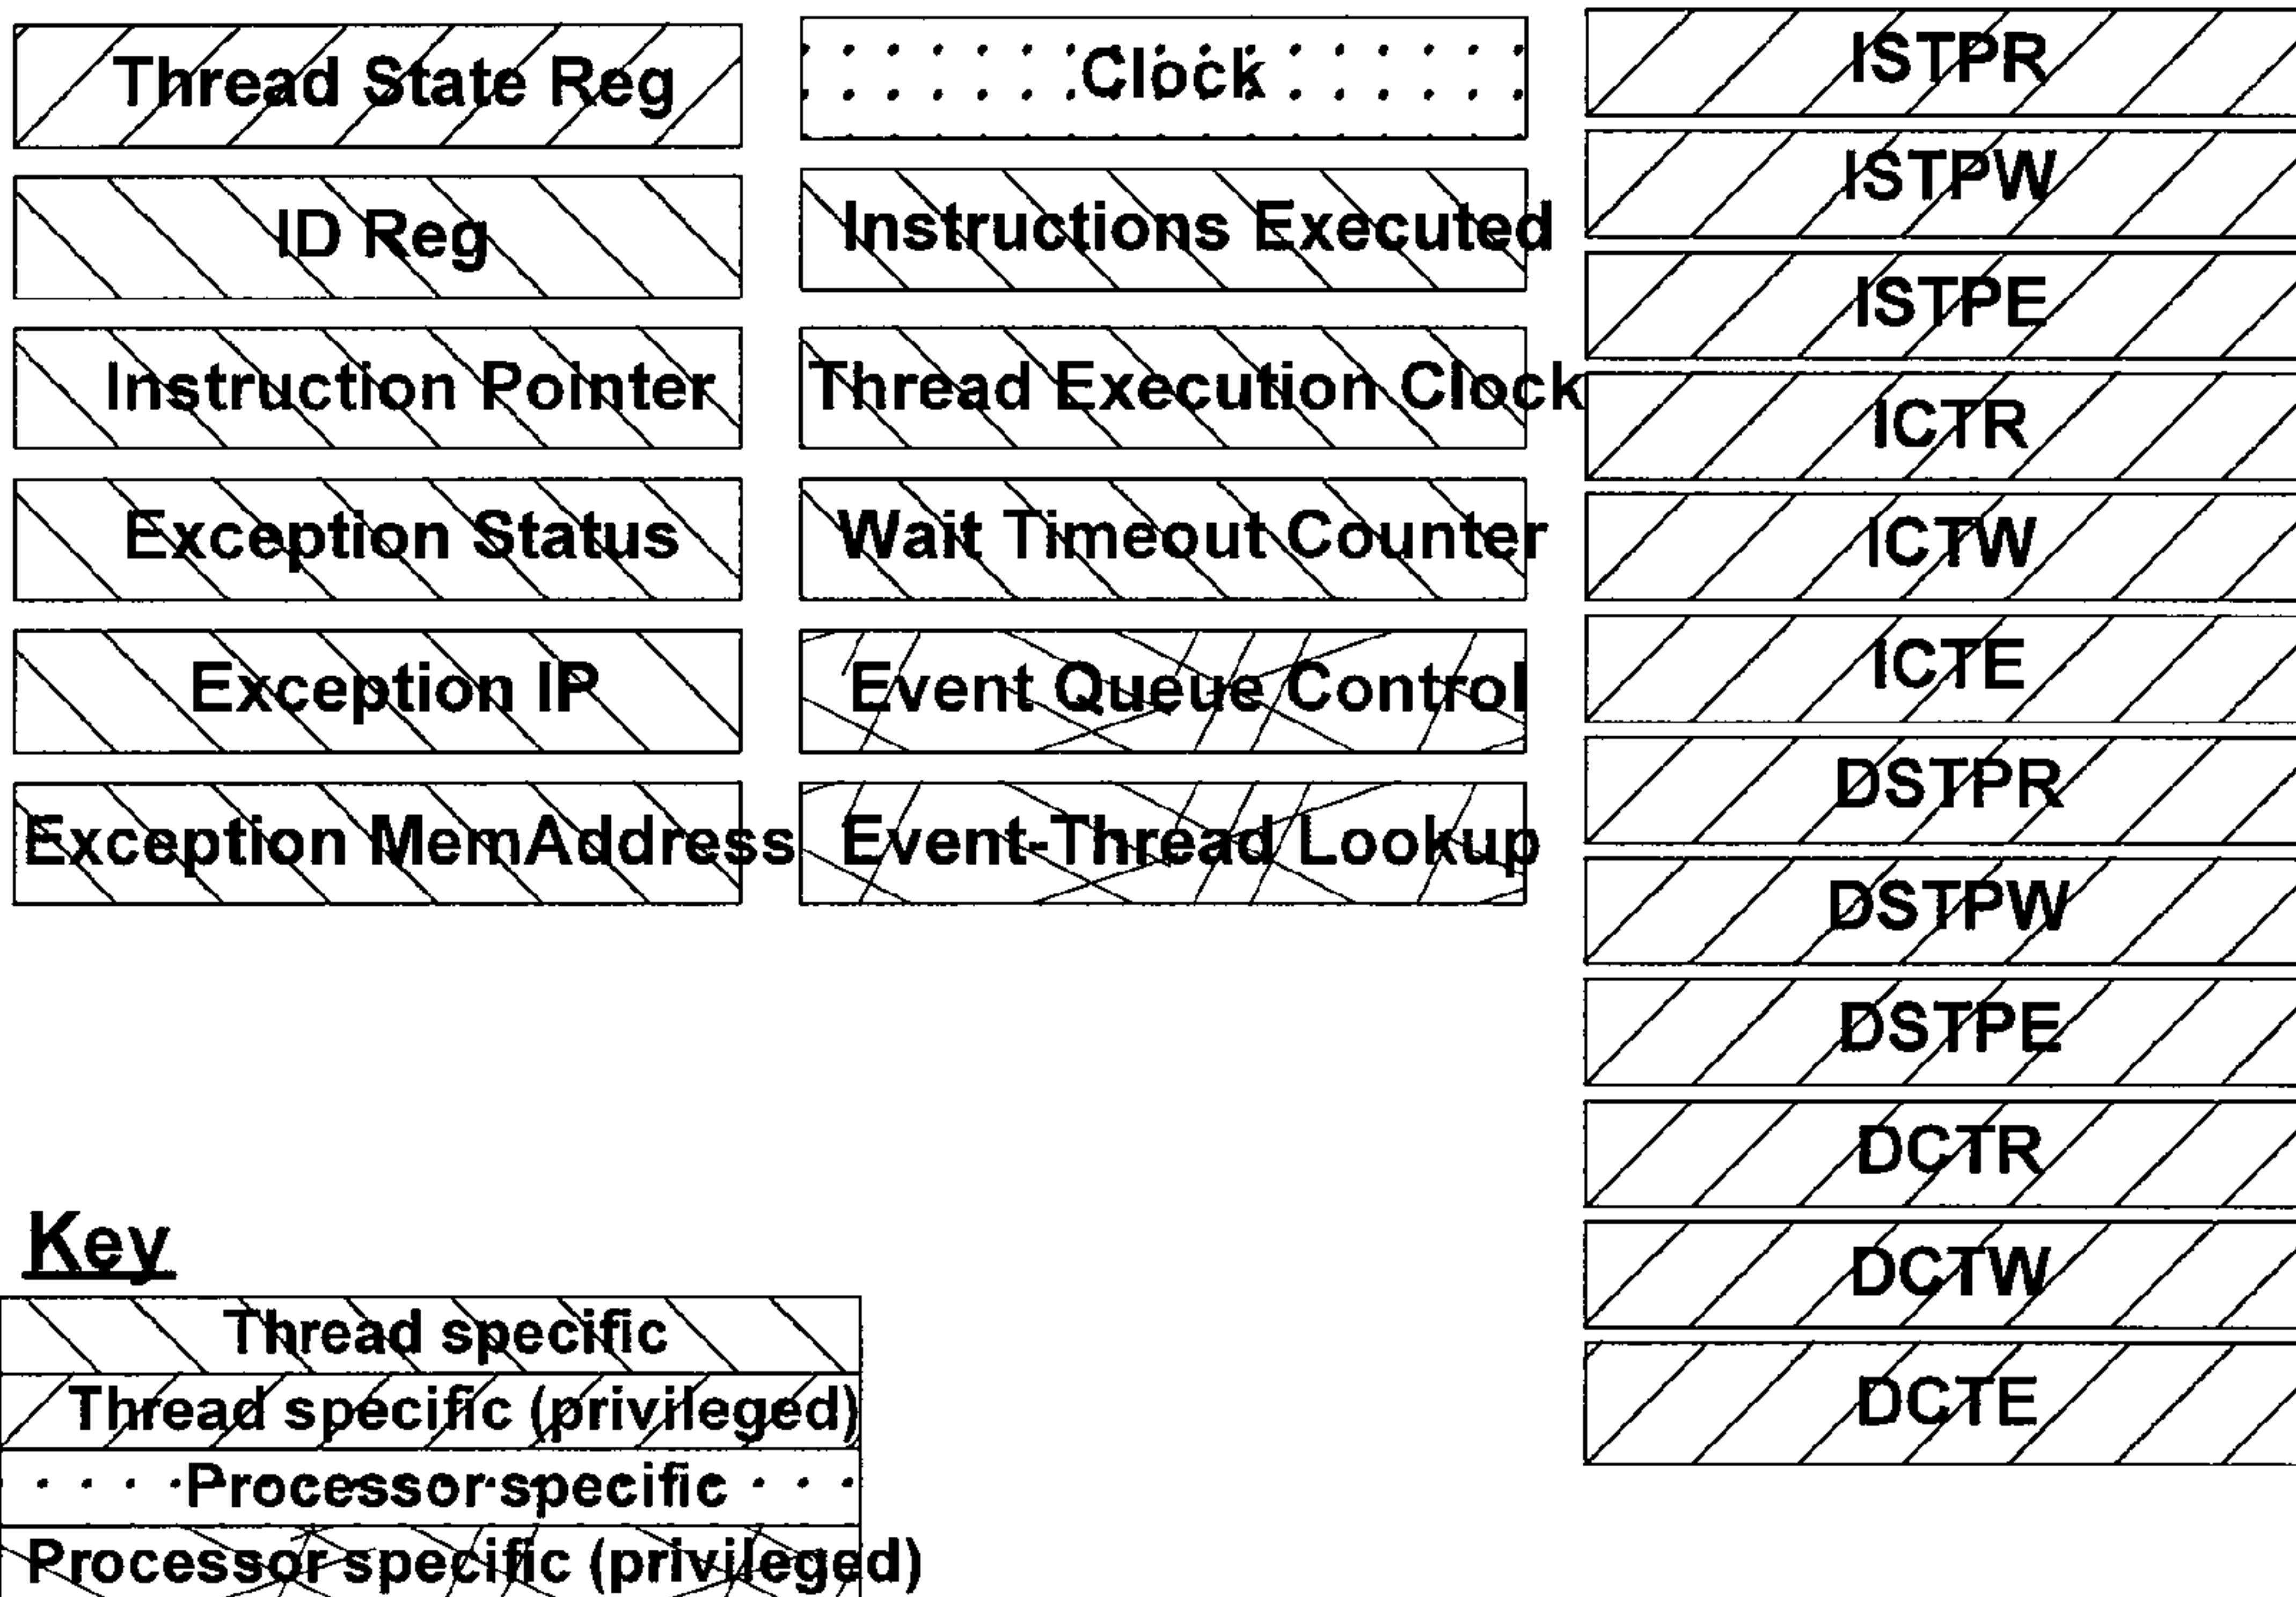 Thread State Reg
ID Reg
Instruction Pointer
Exception Status
Exception IP
Exception MemAddress
Clock
Instructions Executed
Thread Execution Clock
Wait Timeout Counter
Event Queue Control
Event-Thread Lookup
ISTPR
ISTPW
ISTPE
ICTR
ICTW
ICTE
DSTPR
DSTPW
DSTPE
DCTR
DCTW
DCTE
Key
Thread specific
Thread specific (privileged)
Processor specific
Processor specific (privileged)